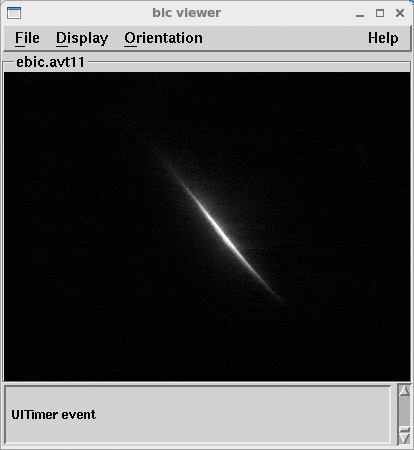 bic viewer
File Display Orientation Help
ebic.avt11
UITimer event